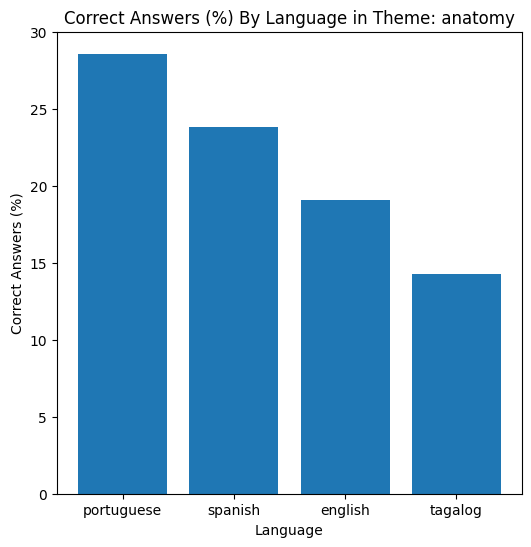 Correct Answers (%) By Language in Theme: anatomy
30
25
20
15
10
5
0
Correct Answers (%)
portuguese spanish english tagalog
Language